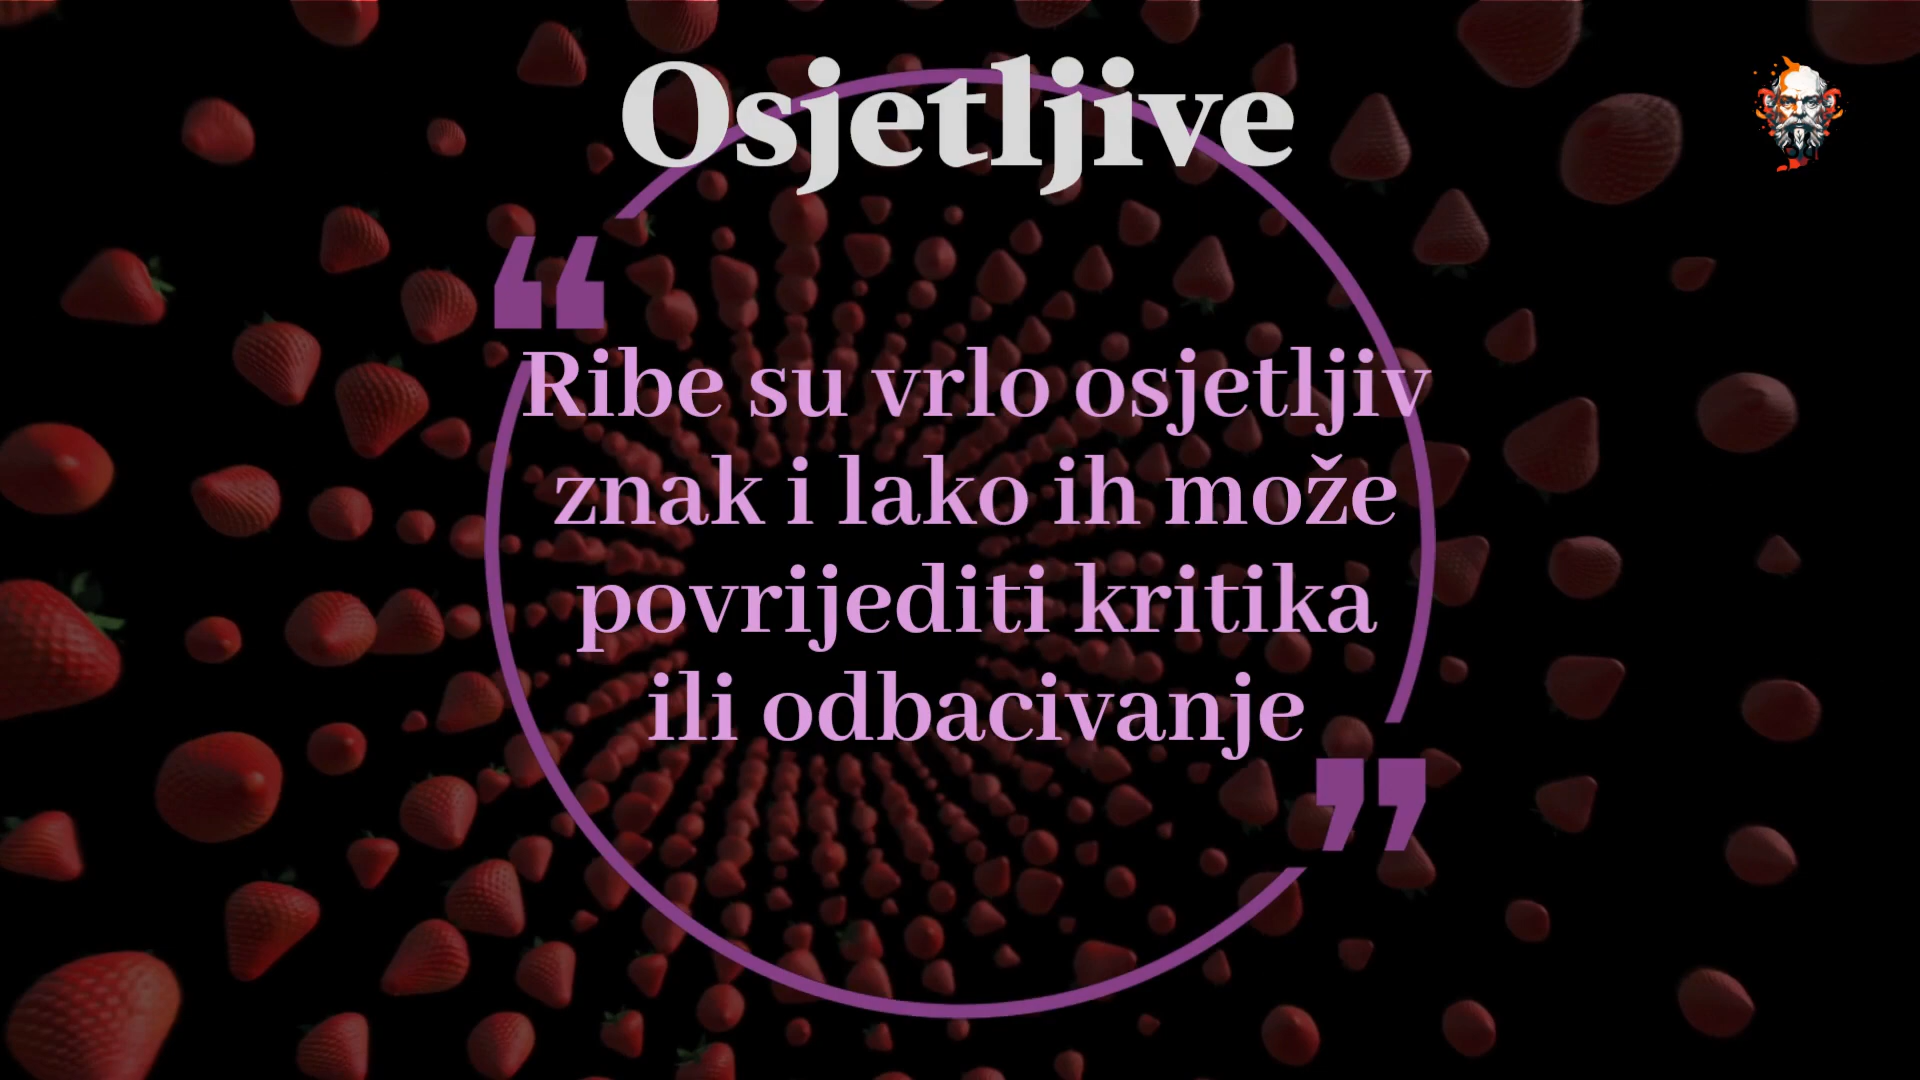 Osjetljive
“
Ribe su vrlo osjetljiv
znak i lako ih može
povrijediti kritika
ili odbacivanje
”